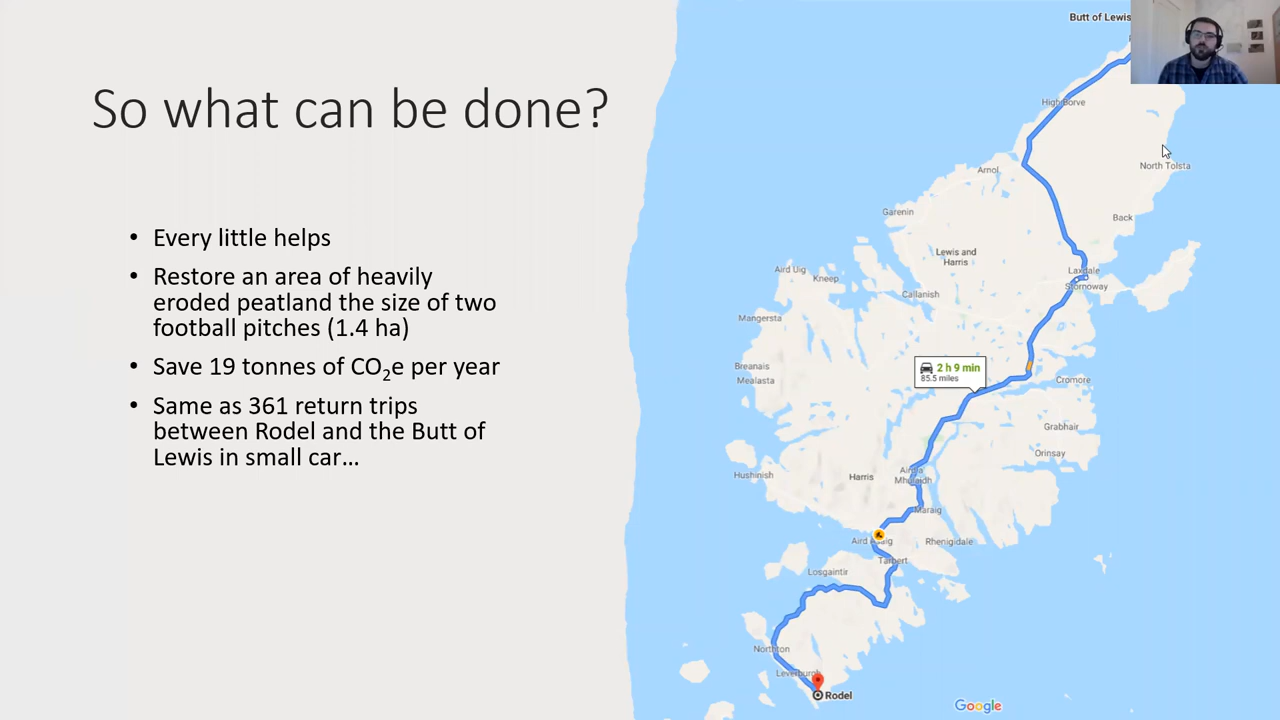 So what can be done?
• Every little helps
• Restore an area of heavily
eroded peatland the size of two
football pitches (1.4 ha)
• Save 19 tonnes of CO2e per year
• Same as 361 return trips
between Rodel and the Butt of
Lewis in small car…
Butt of Lewis
High Borve
North Tolsta
Arnol
Garenin
Back
Lewis and
Harris
Laxdale
Stornoway
Aird Uig
Kneep
Callanish
Mangersta
Breanais
Mealasta
2 h 9 min
85.5 miles
Cromore
Grabhair
Orinsay
Hushinish
Harris
Maraig
Rhenigidale
Tarbert
Losgaintir
Northton
Leverburgh
Rodel
Google